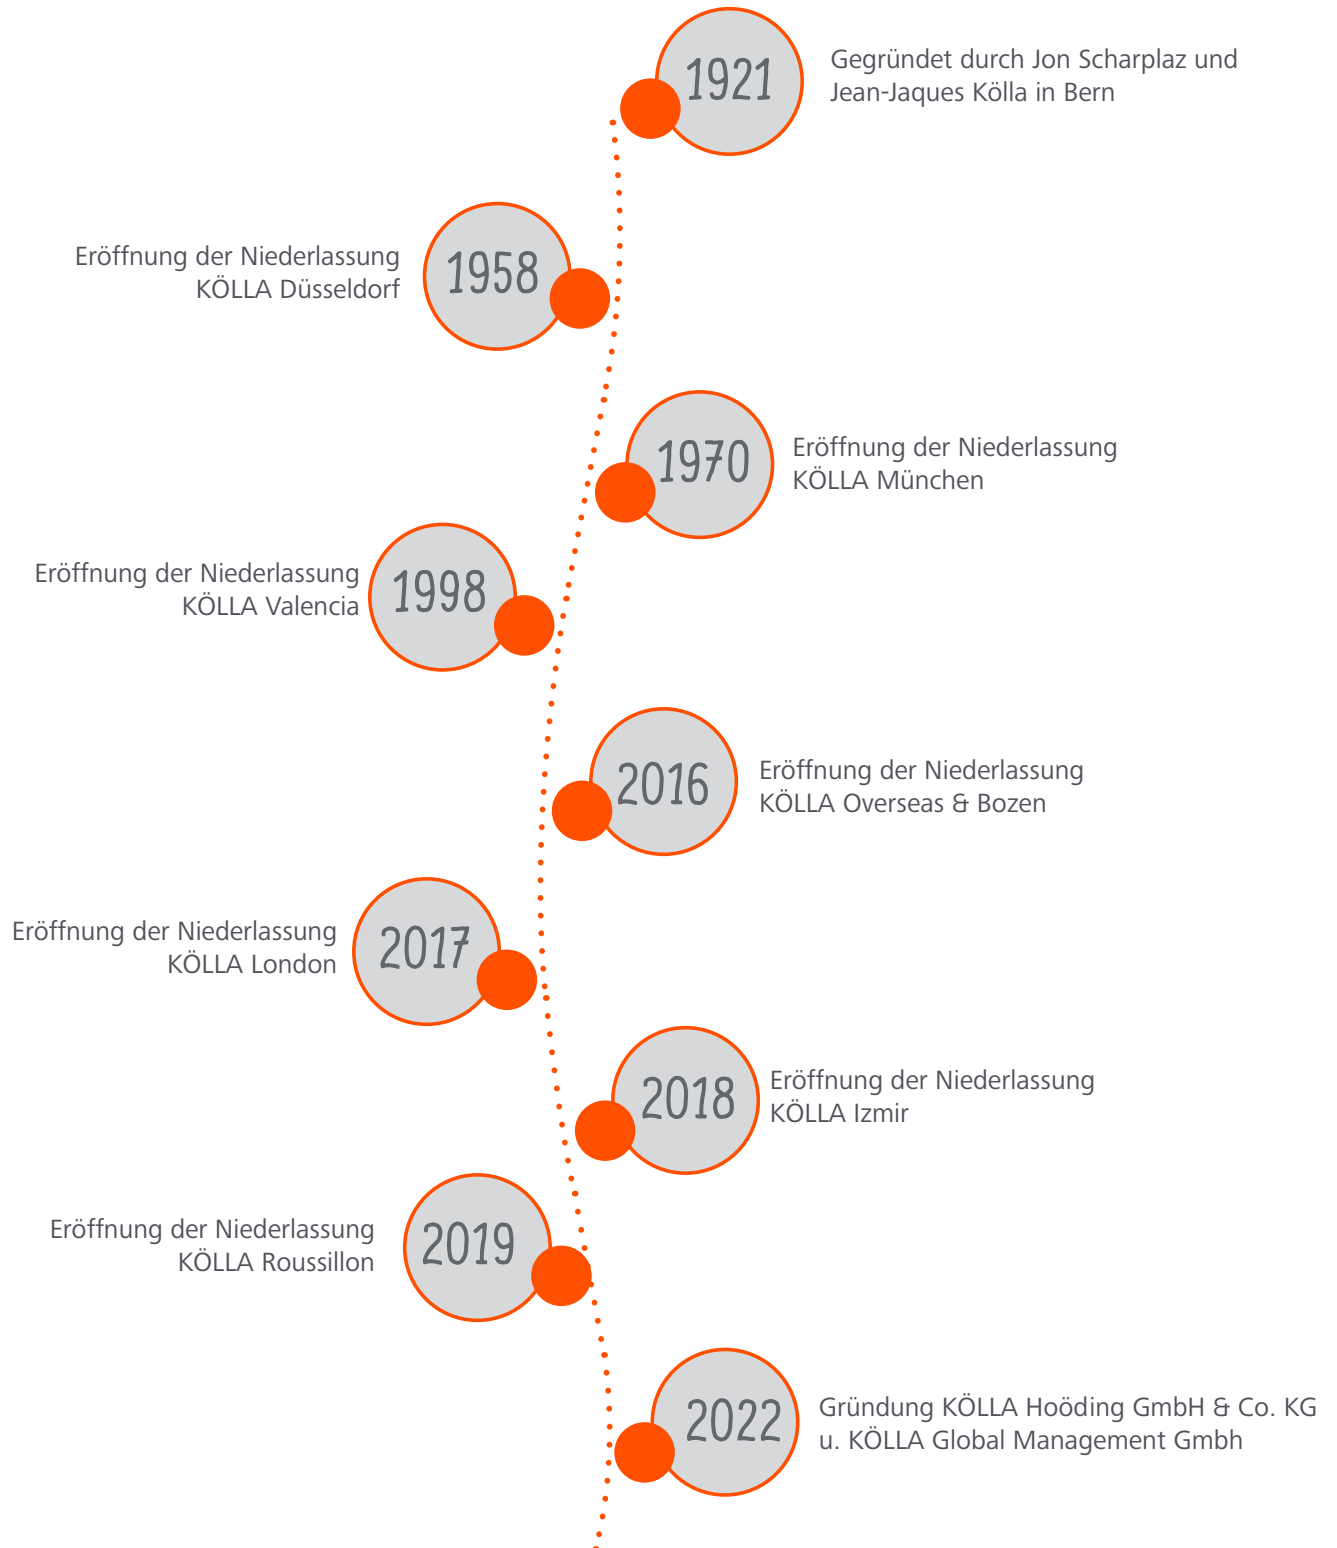 1921
Gegründet durch Jon Scharplaz und
Jean-Jaques Kölla in Bern
Eröffnung der Niederlassung
KÖLLA Düsseldorf
1958
1970
Eröffnung der Niederlassung
KÖLLA München
Eröffnung der Niederlassung
KÖLLA Valencia
1998
2016
Eröffnung der Niederlassung
KÖLLA Overseas & Bozen
Eröffnung der Niederlassung
KÖLLA London
2017
2018
Eröffnung der Niederlassung
KÖLLA Izmir
Eröffnung der Niederlassung
KÖLLA Roussillon
2019
2022
Gründung KÖLLA Hoöding GmbH & Co. KG
u. KÖLLA Global Management Gmbh